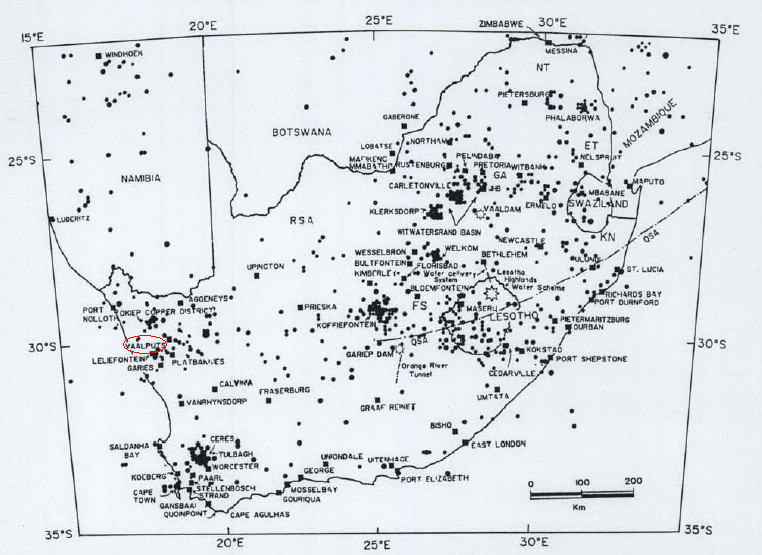 ZIMBABWE
15°E
20°E
25°E
30°E
35°E
WINDHOEK
MESSINA
NT
PIETERSBURG
PHALABORWA
MOZAMBIQUE
GABERONE
BOTSWANA
LOBATSE
NORTHAM
ET
25°S
MAFKENG
MMABATHO
RUSTENBURG
PELINDABA
PRETORIA
WITBANK
NELSPRUIT
25°S
NAMIBIA
GA
CARLETONVILLE
JHB
MBABANE
MAPUTO
LUDERITZ
RSA
KLERKSDORP
VAALDAM
ERMELO
SWAZILAND
WITWATERSRAND BASIN
KN
QSA
WESSELBRON
WELKOM
NEWCASTLE
BULTFONTEIN
FLORISBAD
BETHLEHEM
ULUNDI
UPINGTON
KIMBERLEY
Water delivery
System
Lesotho
Highlands
Water Scheme
ST. LUCIA
AGGENEYS
BLOEMFONTEIN
RICHARDS BAY
PORT DURNFORD
PORT
NOLLOTH
OKIEP COPPER DISTRICT
PRIESKA
FS
MASERU
LESOTHO
PIETERMARITZBURG
KOFFIEFONTEIN
DURBAN
30°S
VAALPUTS
QSA
30°S
LELIEFONTEIN
PLATBAKKIES
GARIEP DAM
KOKSTAD
PORT SHEPSTONE
GARIES
Orange River
Tunnel
CEDARVILLE
CALVINIA
FRASERBURG
UMTATA
VANRHYNSDORP
GRAAF REINET
BISHO
SALDANHA
BAY
CERES
TULBAGH
EAST LONDON
WORCESTER
UNIONDALE
UITENHAGE
KOEBERG
PAARL
GEORGE
PORT ELIZABETH
CAPE
TOWN
STELLENBOSCH
STRAND
MOSSELBAY
GOURIQUA
GANSBAAI
QUOINPOINT
CAPE AGULHAS
0 100 200
Km
35°S
20°E
25°E
30°E
35°S